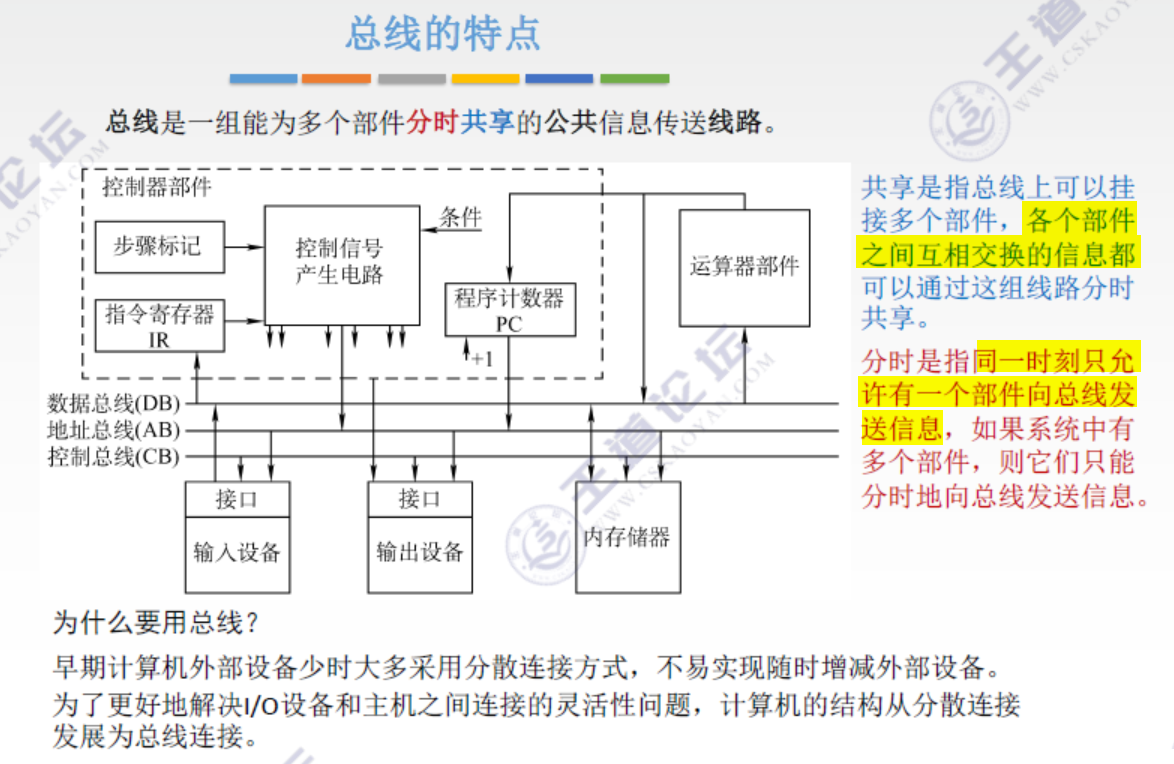 总线的特点
总线是一组能为多个部件分时共享的公共信息传送线路。
控制器部件
步骤标记
指令寄存器
IR
控制信号
产生电路
条件
程序计数器
PC
+1
运算器部件
数据总线(DB)
地址总线(AB)
控制总线(CB)
接口
输入设备
接口
输出设备
内存储器
共享是指总线上可以挂
接多个部件，各个部件
之间互相交换的信息都
可以通过这组线路分时
共享。
分时是指同一时刻只允
许有一个部件向总线发
送信息，如果系统中有
多个部件，则它们只能
分时地向总线发送信息。
为什么要用总线？
早期计算机外部设备少时大多采用分散连接方式，不易实现随时增减外部设备。
为了更好地解决I/O设备和主机之间连接的灵活性问题，计算机的结构从分散连接
发展为总线连接。
王道论坛
WWW.CSKAOYAN.COM
王道
WWW.CSKAOY
论坛
KAOYAN.COM